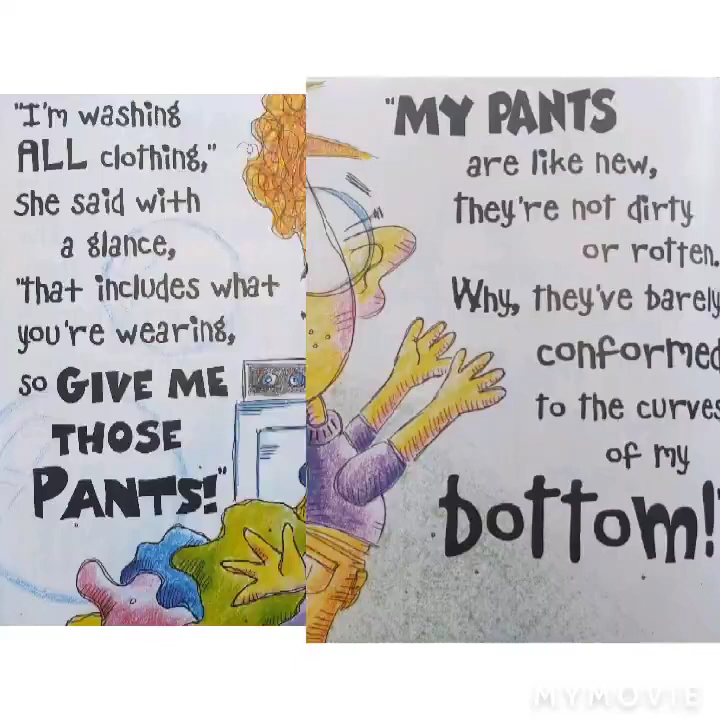 "I'm washing
ALL clothing,"
she said with
a glance,
"that includes what
you're wearing,
so GIVE ME
THOSE
PANTS!"
"MY PANTS
are like new,
they're not dirty
or rotten.
Why, they've barely
conformed
to the curves
of my
bottom!"
MYMOVIE